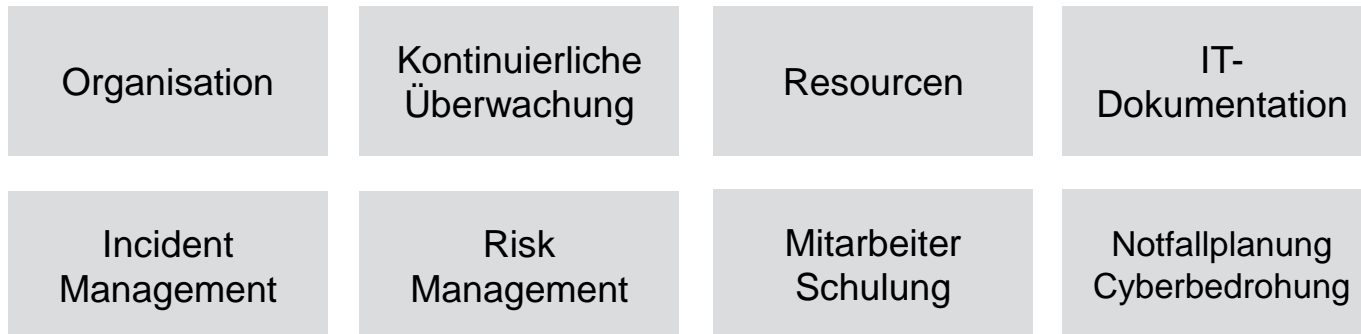 Organisation
Kontinuierliche
Überwachung
Resourcen
IT-
Dokumentation
Incident
Management
Risk
Management
Mitarbeiter
Schulung
Notfallplanung
Cyberbedrohung